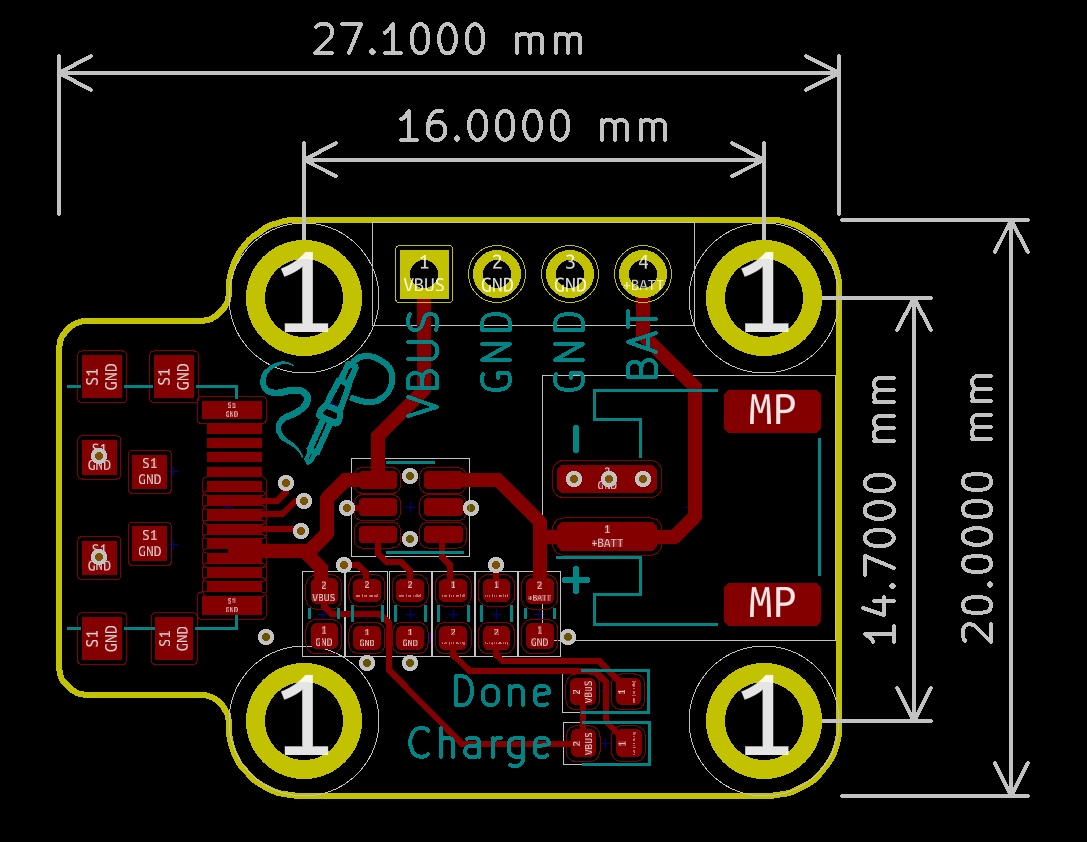 27.1000 mm
16.0000 mm
1
1
1
VBUS
2
GND
3
GND
4
+BATT
VBUS
GND
GND
BAT
S1
GND
S1
GND
S1
GND
MP
S1
GND
S1
GND
GND
-
1
+BATT
S1
GND
S1
GND
14.7000 mm
20.0000 mm
+
2
VBUS
2
2
1
1
2
+BATT
MP
S1
GND
S1
GND
S1
GND
1
GND
1
GND
1
GND
2
2
1
GND
1
1
Done
2
VBUS
1
Charge
2
VBUS
1